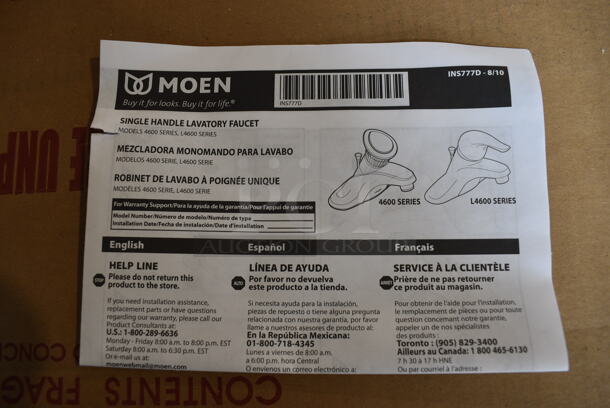 MOEN
Buy it for looks. Buy it for life.®
INS777D
INS777D - 8/10
SINGLE HANDLE LAVATORY FAUCET
MODELS 4600 SERIES, L4600 SERIES
MEZCLADORA MONOMANDO PARA LAVABO
MODELOS 4600 SERIE, L4600 SERIE
ROBINET DE LAVABO À POIGNÉE UNIQUE
MODÈLES 4600 SERIE, L4600 SERIE
4600 SERIES
L4600 SERIES
For Warranty Support/Para la ayuda de la garantía/Pour l'appui de garantie
Model Number/Número de modelo/Numéro de type
Installation Date/Fecha de instalación/Date d'installation
AUCTION GROUP
English
HELP LINE
STOP
Please do not return this
product to the store.
If you need installation assistance,
replacement parts or have questions
regarding our warranty, please call our
Product Consultants at:
U.S.: 1-800-289-6636
Monday - Friday 8:00 a.m. to 8:00 p.m. EST
Saturday 8:00 a.m. to 6:30 p.m. EST
Or e-mail us at:
moenwebmail@moen.com
Español
LÍNEA DE AYUDA
ALTO
Por favor no devuelva
este producto a la tienda.
Si necesita ayuda para la instalación,
piezas de repuesto o tiene alguna pregunta
relacionada con nuestra garantía, por favor
llame a nuestros asesores de producto al:
En la República Mexicana:
01-800-718-4345
Lunes a viernes de 8:00 a.m.
a 6:00 p.m. hora Central
O envíenos un correo electrónico a:
Français
SERVICE À LA CLIENTÈLE
ARRÊT
Prière de ne pas retourner
ce produit au magasin.
Pour obtenir de l'aide pour l'installation,
le remplacement de pièces ou pour toute
question concernant notre garantie,
appeler un de nos spécialistes
des produits :
Toronto : (905) 829-3400
Ailleurs au Canada: 1 800 465-6130
7 h 30 à 17 h HNE
Ou par courriel à l'adresse :
CONTENTS FRAG